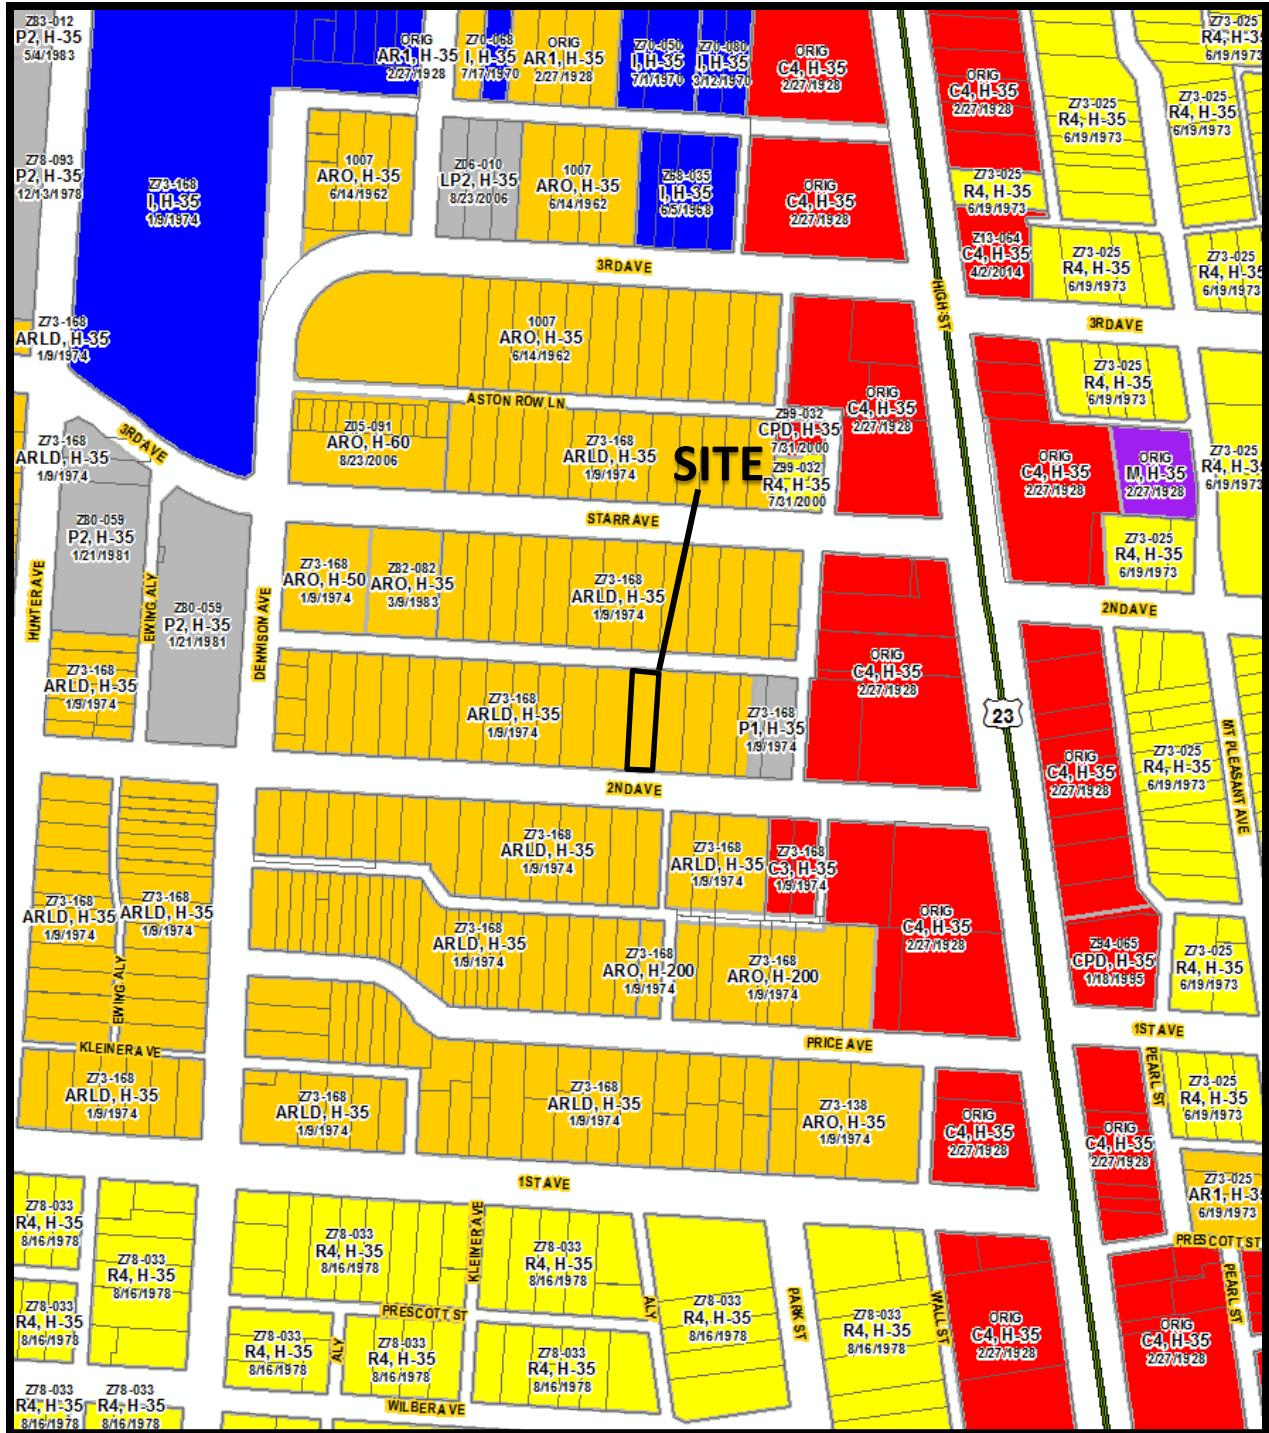 Z83-012
P2, H-35
5/4/1983
ORIG
AR1, H-35
2/27/1928
Z70-068
I, H-35
7/17/1970
ORIG
AR1, H-35
2/27/1928
Z70-050
I, H-35
7/1/1970
Z70-080
I, H-35
3/12/1970
ORIG
C4, H-35
2/27/1928
ORIG
C4, H-35
2/27/1928
Z73-025
R4, H-35
6/19/1973
Z73-025
R4, H-35
6/19/1973
Z73-025
R4, H-35
6/19/1973
Z78-093
P2, H-35
12/13/1978
Z73-168
I, H-35
1/9/1974
1007
ARO, H-35
6/14/1962
Z06-010
LP2, H-35
8/23/2006
1007
ARO, H-35
6/14/1962
Z68-035
I, H-35
6/5/1968
ORIG
C4, H-35
2/27/1928
Z73-025
R4, H-35
6/19/1973
Z13-064
C4, H-35
4/2/2014
Z73-025
R4, H-35
6/19/1973
Z73-025
R4, H-35
6/19/1973
3RD AVE
HIGH ST
3RD AVE
Z73-168
ARLD, H-35
1/9/1974
1007
ARO, H-35
6/14/1962
ORIG
C4, H-35
2/27/1928
Z73-025
R4, H-35
6/19/1973
ASTON ROW LN
3RD AVE
Z73-168
ARLD, H-35
1/9/1974
Z05-091
ARO, H-60
8/23/2006
Z73-168
ARLD, H-35
1/9/1974
Z99-032
CPD, H-35
7/31/2000
Z99-032
R4, H-35
7/31/2000
SITE
ORIG
C4, H-35
2/27/1928
ORIG
M, H-35
2/27/1928
Z73-025
R4, H-35
6/19/1973
STARR AVE
Z80-059
P2, H-35
1/21/1981
Z73-025
R4, H-35
6/19/1973
HUNTER AVE
EWING ALY
DENNISON AVE
Z80-059
P2, H-35
1/21/1981
Z73-168
ARO, H-50
1/9/1974
Z82-082
ARO, H-35
3/9/1983
Z73-168
ARLD, H-35
1/9/1974
2ND AVE
Z73-168
ARLD, H-35
1/9/1974
Z73-168
ARLD, H-35
1/9/1974
Z73-168
P1, H-35
1/9/1974
ORIG
C4, H-35
2/27/1928
23
ORIG
C4, H-35
2/27/1928
Z73-025
R4, H-35
6/19/1973
MT PLEASANT AVE
2ND AVE
Z73-168
ARLD, H-35
1/9/1974
Z73-168
ARLD, H-35
1/9/1974
Z73-168
C3, H-35
1/9/1974
Z73-168
ARLD, H-35
1/9/1974
Z73-168
ARLD, H-35
1/9/1974
EWING ALY
Z73-168
ARLD, H-35
1/9/1974
Z73-168
ARO, H-200
1/9/1974
Z73-168
ARO, H-200
1/9/1974
ORIG
C4, H-35
2/27/1928
Z94-065
CPD, H-35
1/18/1995
Z73-025
R4, H-35
6/19/1973
1ST AVE
PRICE AVE
KLEINER AVE
Z73-168
ARLD, H-35
1/9/1974
Z73-168
ARLD, H-35
1/9/1974
Z73-168
ARLD, H-35
1/9/1974
Z73-138
ARO, H-35
1/9/1974
ORIG
C4, H-35
2/27/1928
ORIG
C4, H-35
2/27/1928
PEARL ST
Z73-025
R4, H-35
6/19/1973
Z73-025
AR1, H-35
6/19/1973
1ST AVE
PRESCOTT ST
Z78-033
R4, H-35
8/16/1978
Z78-033
R4, H-35
8/16/1978
Z78-033
R4, H-35
8/16/1978
KLEINER AVE
Z78-033
R4, H-35
8/16/1978
ALY
Z78-033
R4, H-35
8/16/1978
PARK ST
Z78-033
R4, H-35
8/16/1978
WALL ST
ORIG
C4, H-35
2/27/1928
ORIG
C4, H-35
2/27/1928
PEARL ST
PRESCOTT ST
Z78-033
R4, H-35
8/16/1978
Z78-033
R4, H-35
8/16/1978
ALY
Z78-033
R4, H-35
8/16/1978
Z78-033
R4, H-35
8/16/1978
WILBER AVE
Z78-033
R4, H-35
8/16/1978
Z78-033
R4, H-35
8/16/1978